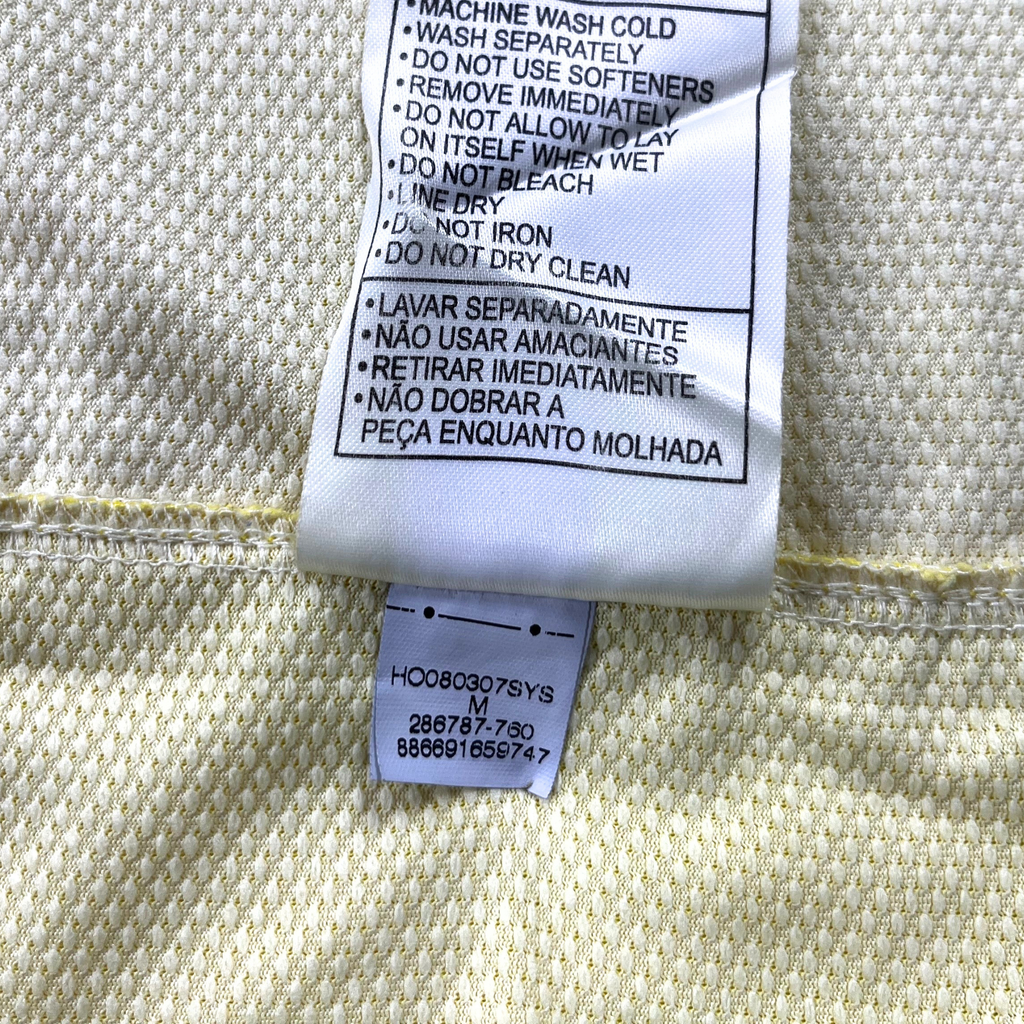 •MACHINE WASH COLD
•WASH SEPARATELY
•DO NOT USE SOFTENERS
•REMOVE IMMEDIATELY
•DO NOT ALLOW TO LAY
ON ITSELF WHEN WET
•DO NOT BLEACH
•LINE DRY
•DO NOT IRON
•DO NOT DRY CLEAN
•LAVAR SEPARADAMENTE
•NÃO USAR AMACIANTES
•RETIRAR IMEDIATAMENTE
•NÃO DOBRAR A
PEÇA ENQUANTO MOLHADA
HO080307SYS
M
286787-760
886691659747